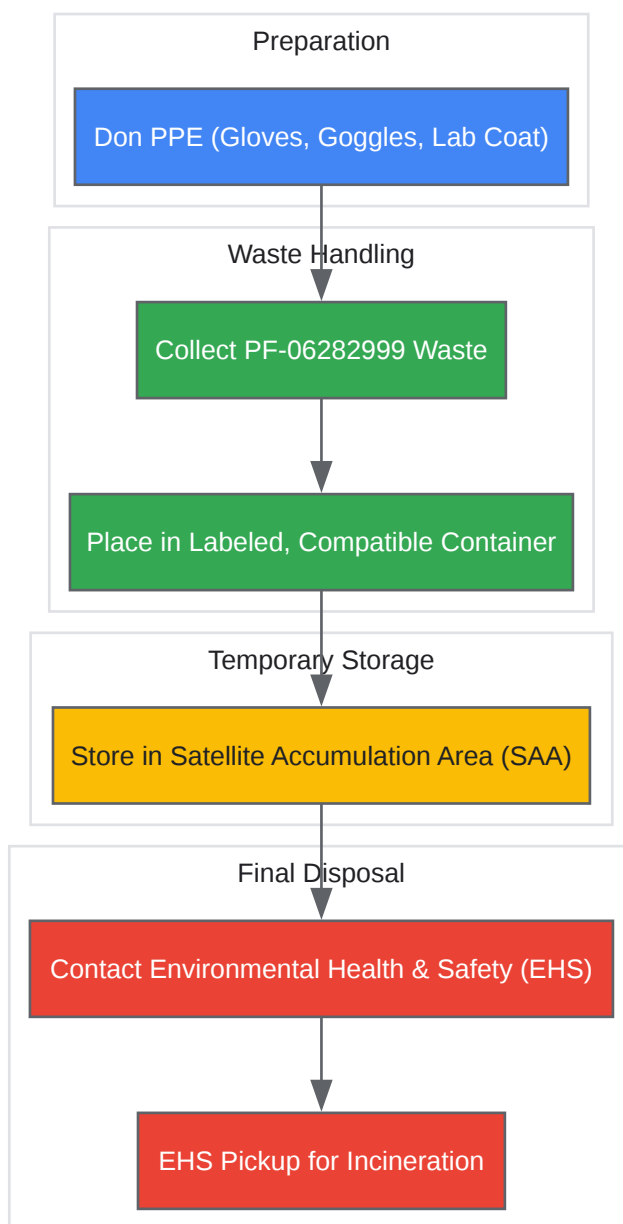 Preparation
Don PPE (Gloves, Goggles, Lab Coat)
Waste Handling
Collect PF-06282999 Waste
Place in Labeled, Compatible Container
Temporary Storage
Store in Satellite Accumulation Area (SAA)
Final Disposal
Contact Environmental Health & Safety (EHS)
EHS Pickup for Incineration